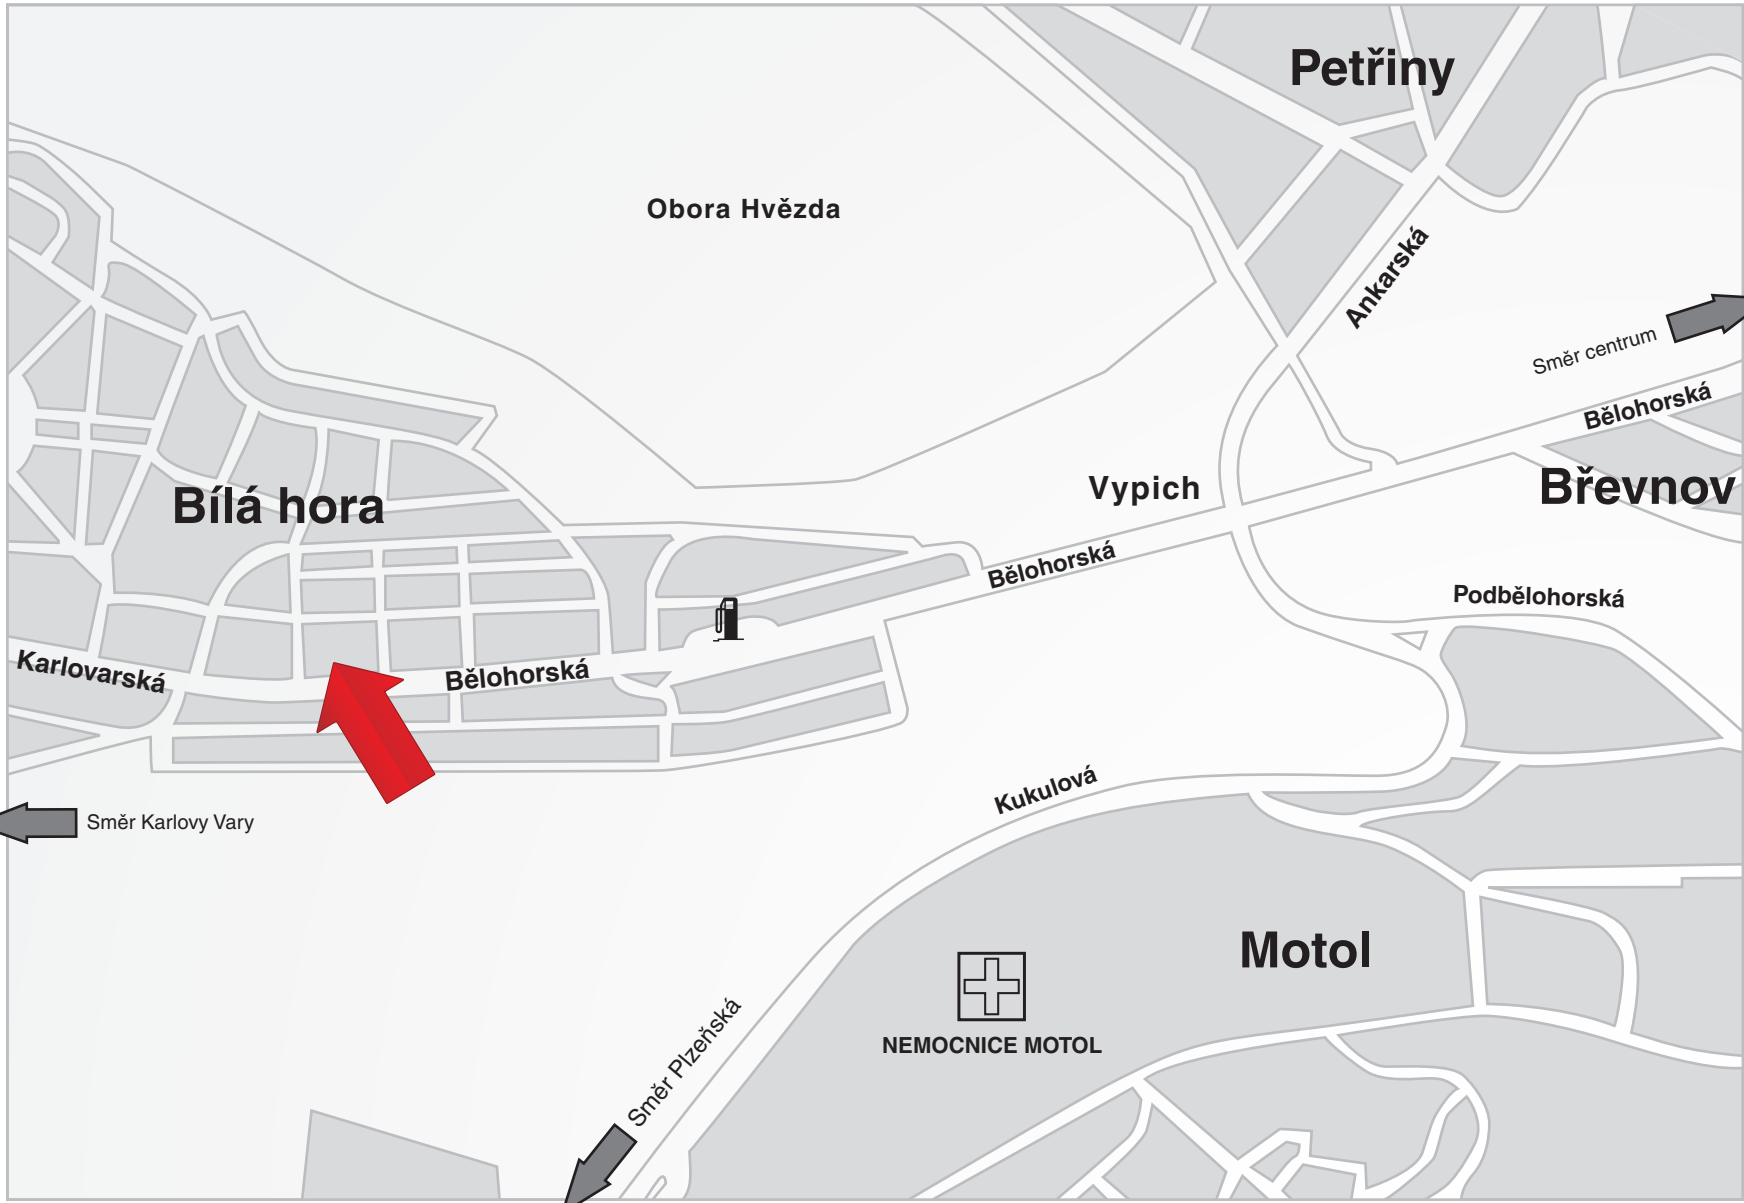 Petřiny
Obora Hvězda
Ankarská
Směr centrum
Bělohorská
Vypich
Břevnov
Bílá hora
Bělohorská
Podbělohorská
Karlovarská
Bělohorská
Kukulová
Směr Karlovy Vary
Motol
NEMOCNICE MOTOL
Směr Plzeňská